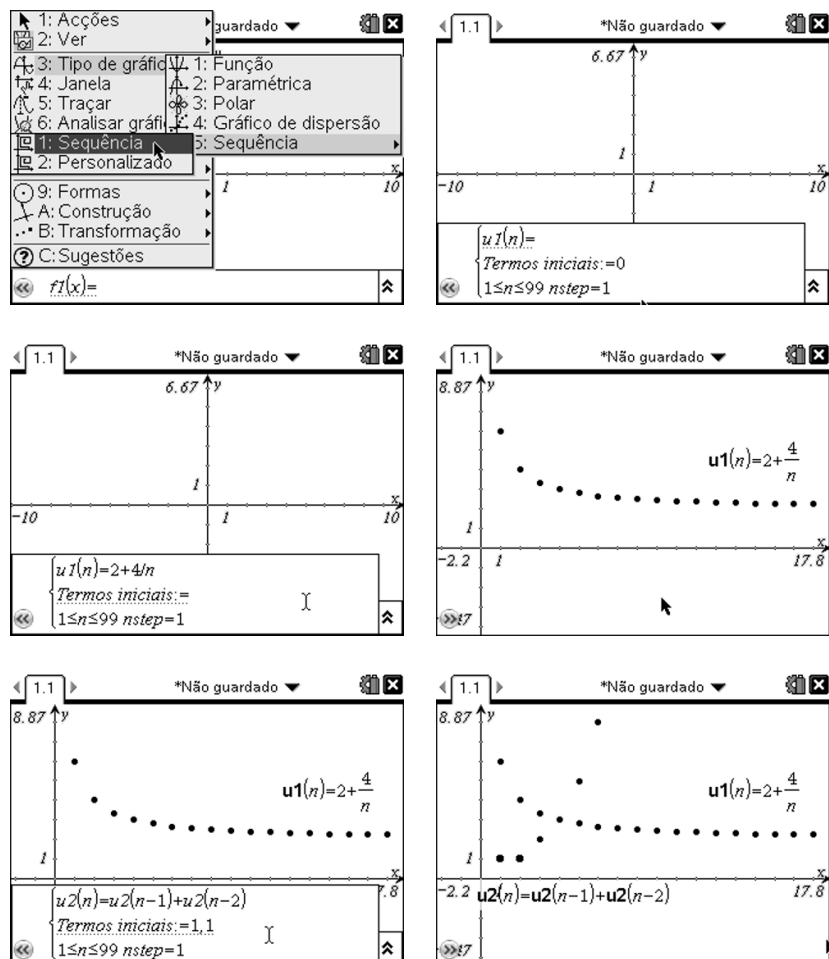 1: Acções
guardado
2: Ver
3: Tipo de gráfic
1: Função
4: Janela
2: Paramétrica
5: Traçar
3: Polar
6: Analisar gráfi
4: Gráfico de dispersão
1: Sequência
5: Sequência
2: Personalizado
1
10
9: Formas
A: Construção
B: Transformação
C: Sugestões
f1(x)=
1.1
*Não guardado
6.67
y
1
x
-10
1
10
u1(n)=
Termos iniciais:=0
1≤n≤99 nstep=1
1.1
*Não guardado
6.67
y
1
x
-10
1
10
u1(n)=2+4/n
Termos iniciais:=
1≤n≤99 nstep=1
1.1
*Não guardado
8.87
y
u1(n)=2+4/n
1
x
-2.2
1
17.8
1.1
*Não guardado
8.87
y
u1(n)=2+4/n
1
x
7.8
u2(n)=u2(n-1)+u2(n-2)
Termos iniciais:=1,1
1≤n≤99 nstep=1
1.1
*Não guardado
8.87
y
u1(n)=2+4/n
1
x
-2.2
u2(n)=u2(n-1)+u2(n-2)
17.8